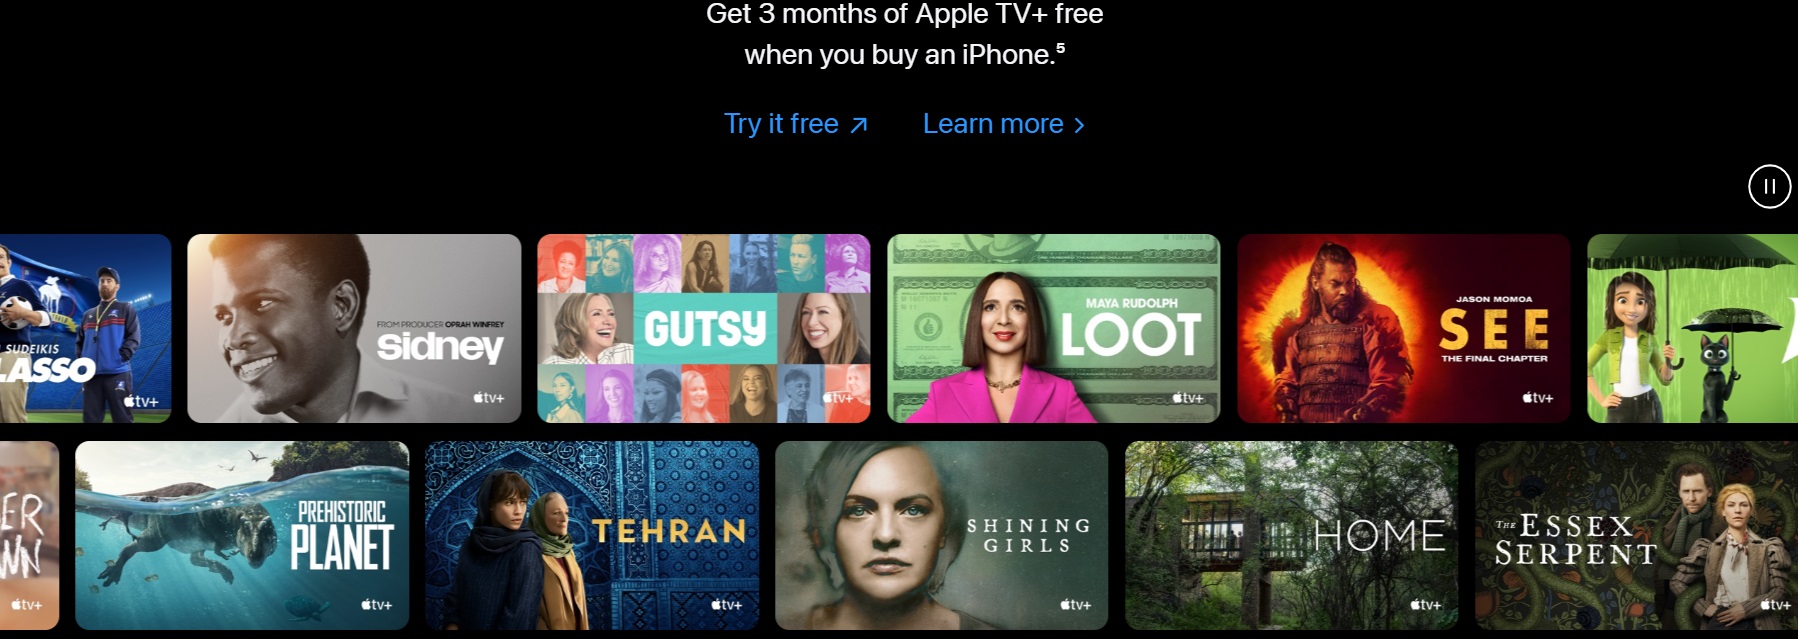 Get 3 months of Apple TV+ free
when you buy an iPhone.⁵
Try it free
Learn more
SUDEIKIS
LASSO
tv+
FROM PRODUCER OPRAH WINFREY
sidney
tv+
GUTSY
tv+
MAYA RUDOLPH
LOOT
tv+
JASON MOMOA
SEE
THE FINAL CHAPTER
tv+
ER
WN
tv+
PREHISTORIC
PLANET
tv+
TEHRAN
tv+
SHINING
GIRLS
tv+
HOME
tv+
THE ESSEX
SERPENT
tv+